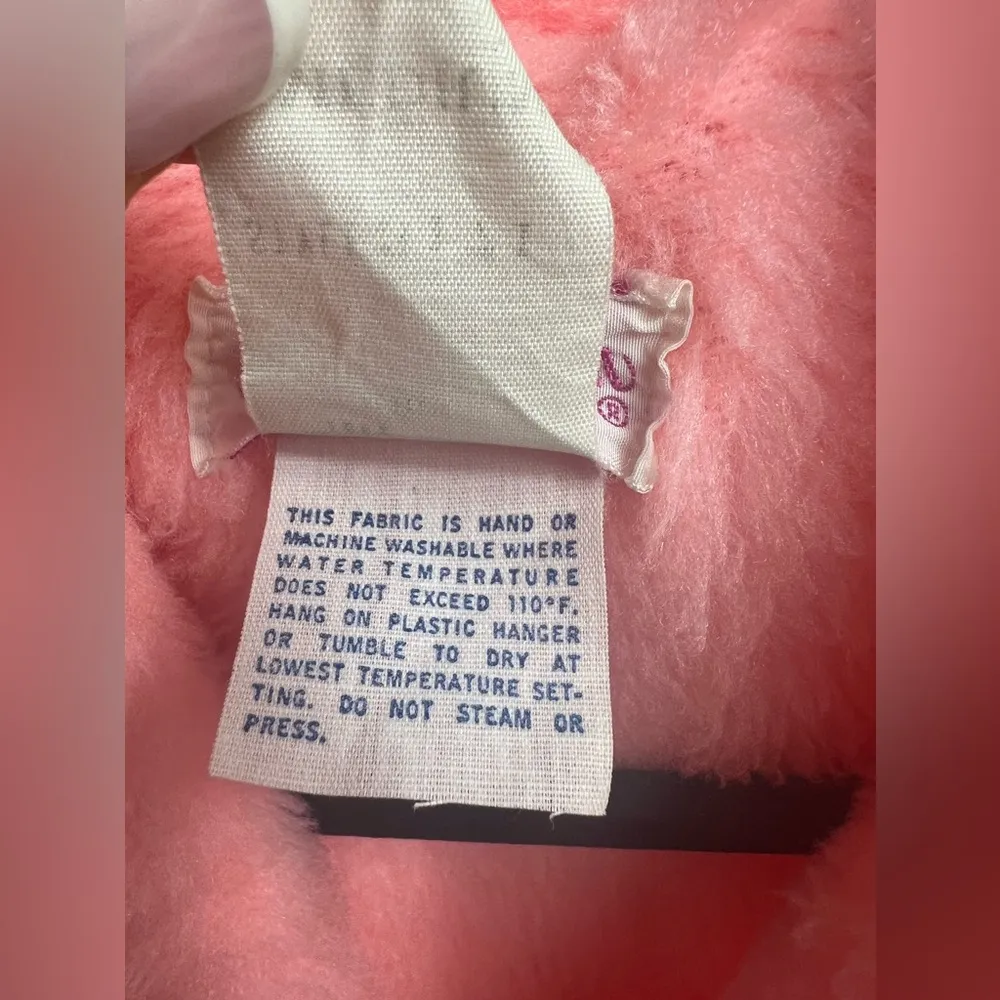 THIS FABRIC IS HAND OR
MACHINE WASHABLE WHERE
WATER TEMPERATURE
DOES NOT EXCEED 110°F.
HANG ON PLASTIC HANGER
OR TUMBLE TO DRY AT
LOWEST TEMPERATURE SET-
TING. DO NOT STEAM OR
PRESS.
®